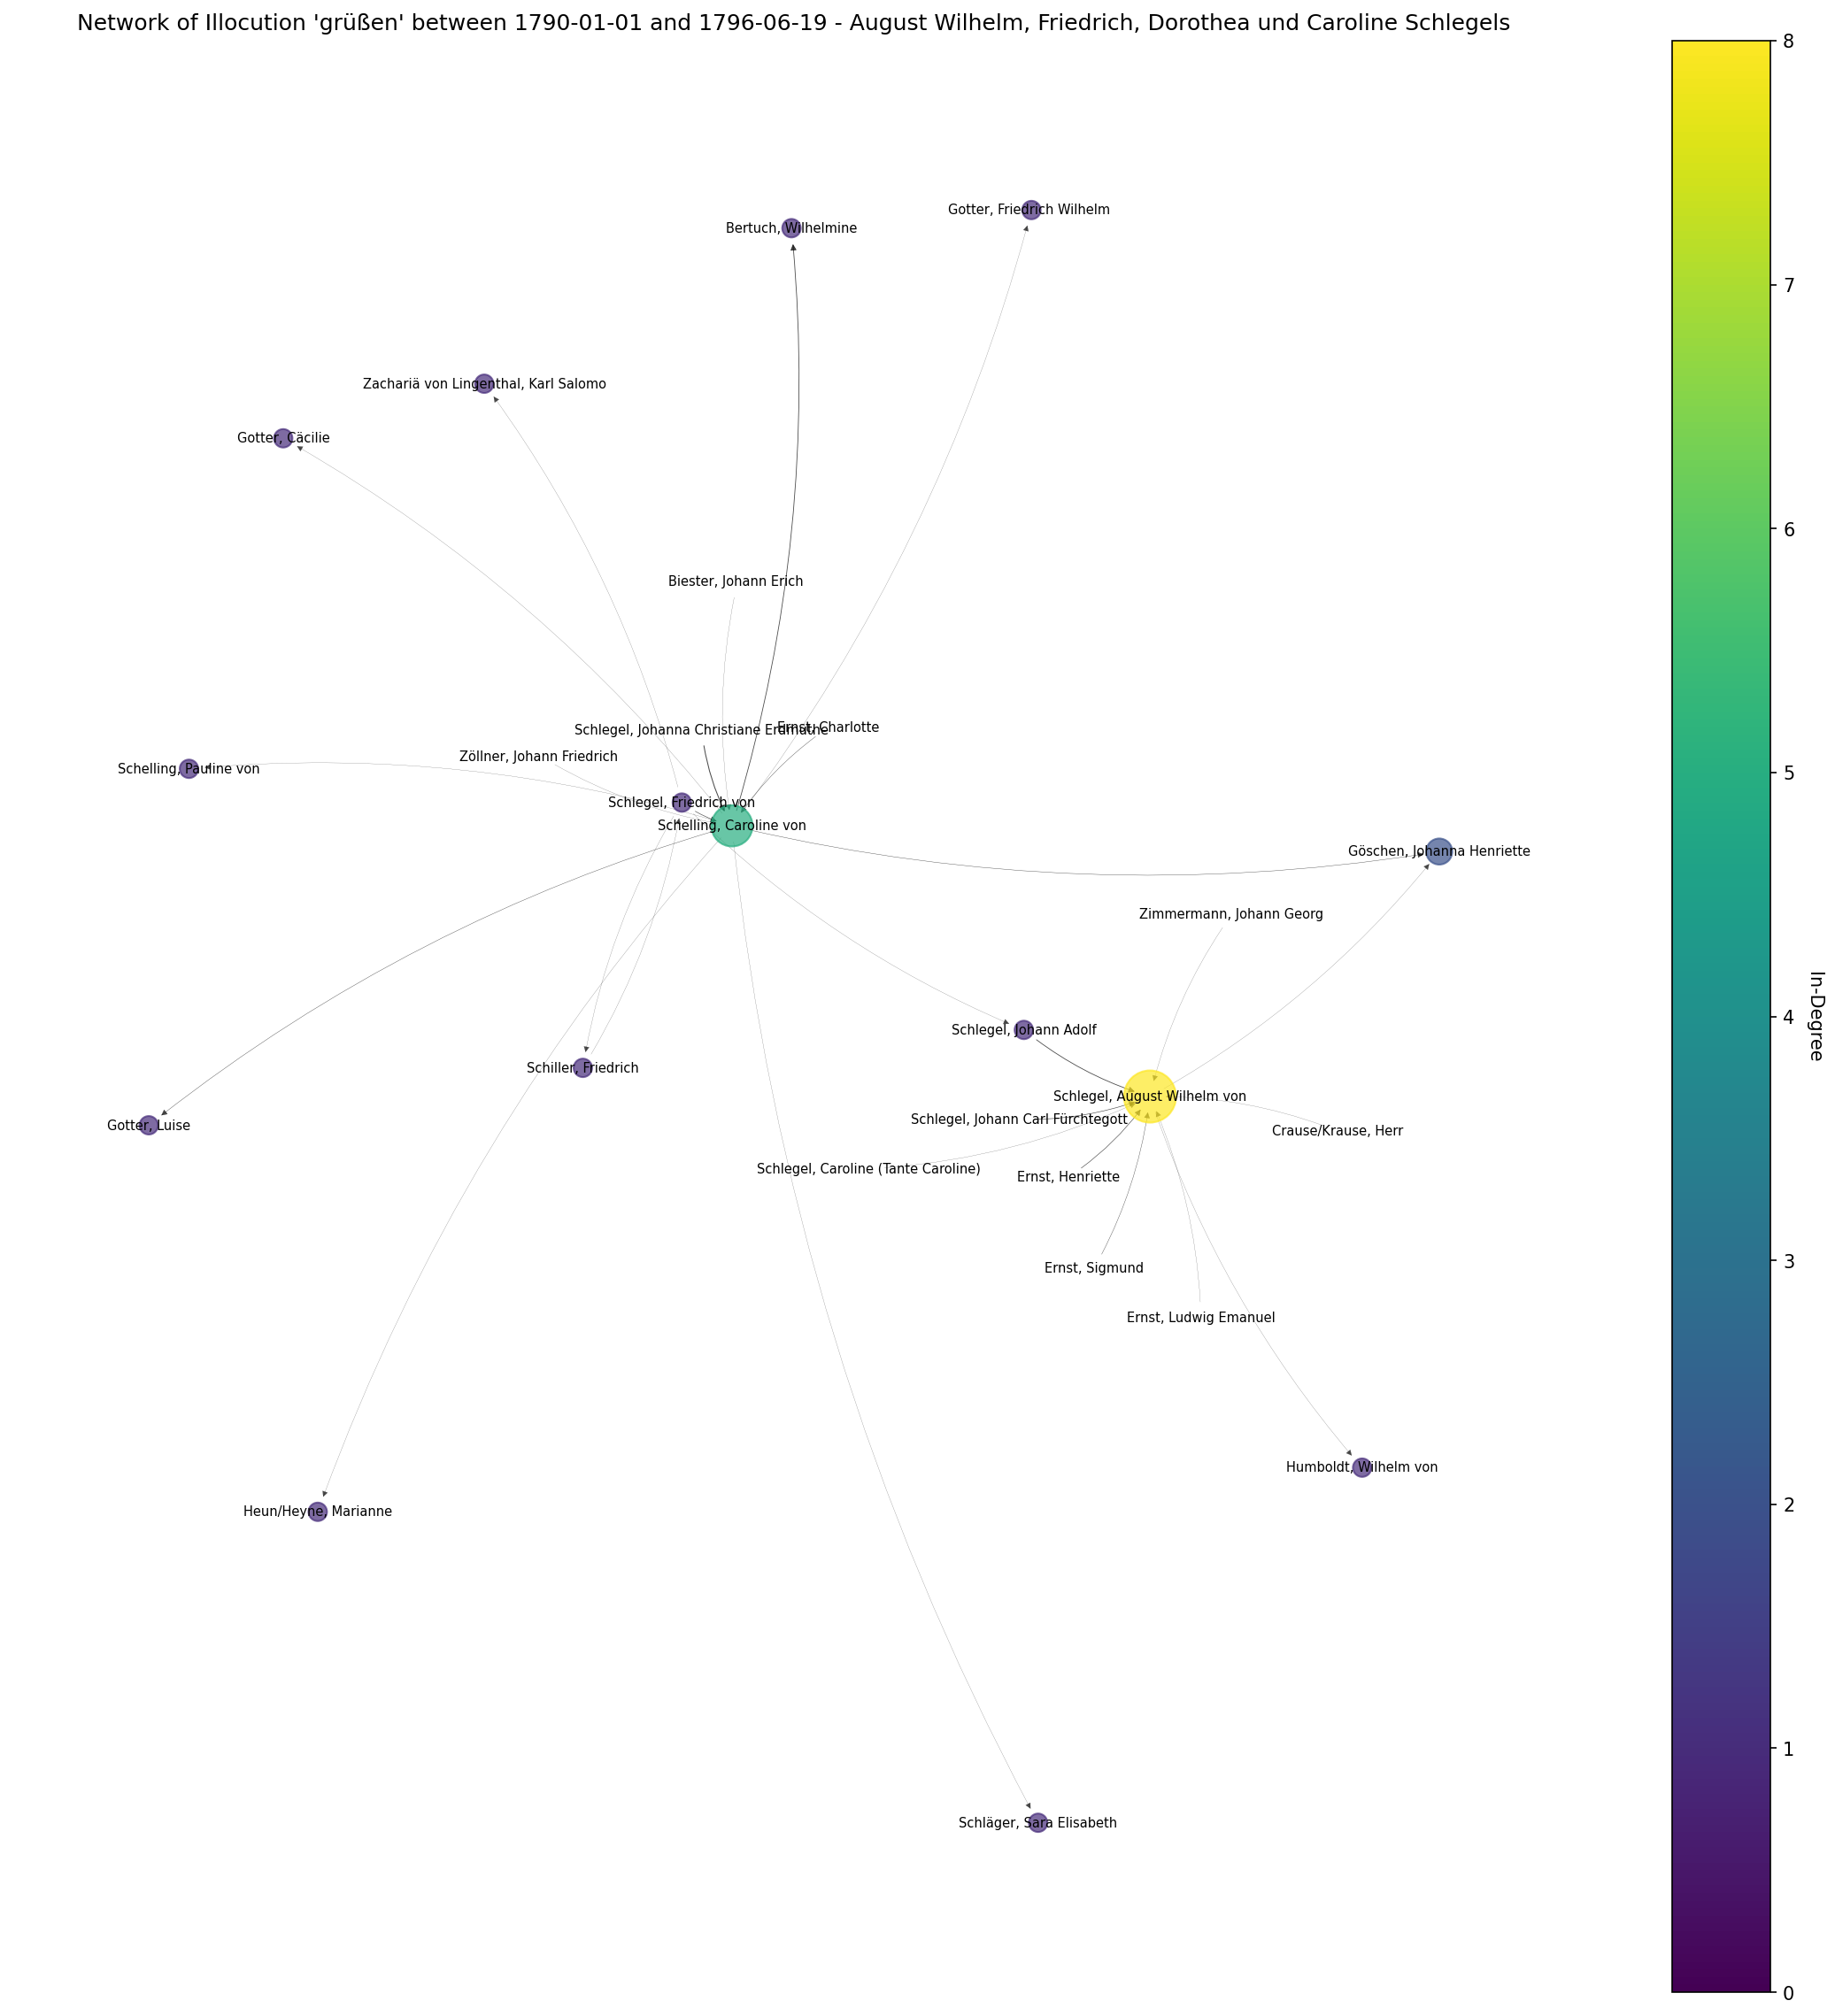 Network of Illocution 'grüßen' between 1790-01-01 and 1796-06-19 - August Wilhelm, Friedrich, Dorothea und Caroline Schlegels
Gotter, Friedrich Wilhelm
Bertuch, Wilhelmine
Zachariä von Lingenthal, Karl Salomo
Gotter, Cäcilie
Biester, Johann Erich
Ernst, Charlotte
Schlegel, Johanna Christiane Erdmuthe
Zöllner, Johann Friedrich
Schelling, Pauline von
Schlegel, Friedrich von
Schelling, Caroline von
Göschen, Johanna Henriette
Zimmermann, Johann Georg
Schlegel, Johann Adolf
Schiller, Friedrich
Schlegel, August Wilhelm von
Schlegel, Johann Carl Fürchtegott
Gotter, Luise
Crause/Krause, Herr
Schlegel, Caroline (Tante Caroline)
Ernst, Henriette
Ernst, Sigmund
Ernst, Ludwig Emanuel
Humboldt, Wilhelm von
Heun/Heyne, Marianne
Schläger, Sara Elisabeth
8
7
6
5
4
3
2
1
0
In-Degree